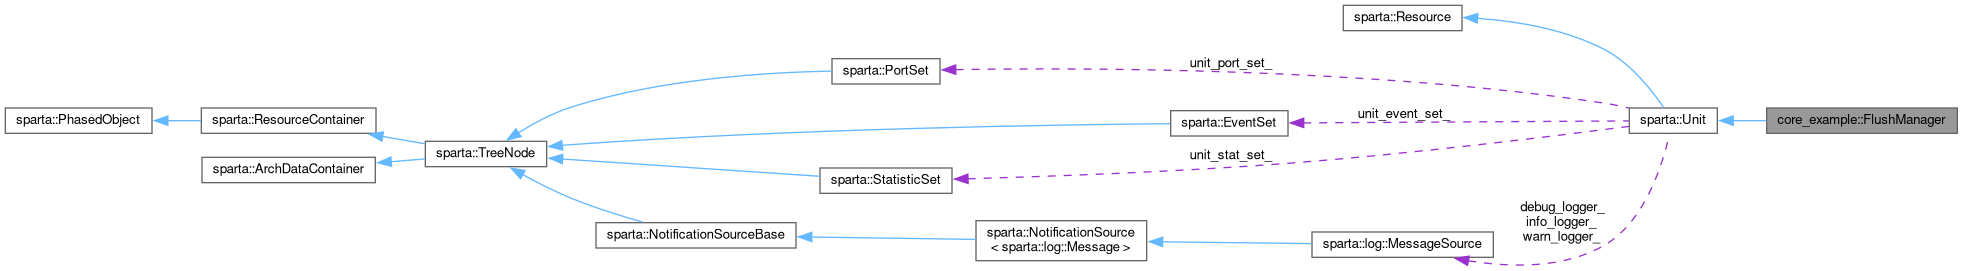 sparta::Resource
unit_port_set_
sparta::PortSet
sparta::PhasedObject
sparta::ResourceContainer
sparta::EventSet
unit_event_set_
sparta::Unit
core_example::FlushManager
sparta::TreeNode
unit_stat_set_
sparta::ArchDataContainer
sparta::StatisticSet
debug_logger_
info_logger_
warn_logger_
sparta::NotificationSourceBase
sparta::NotificationSource
< sparta::log::Message >
sparta::log::MessageSource